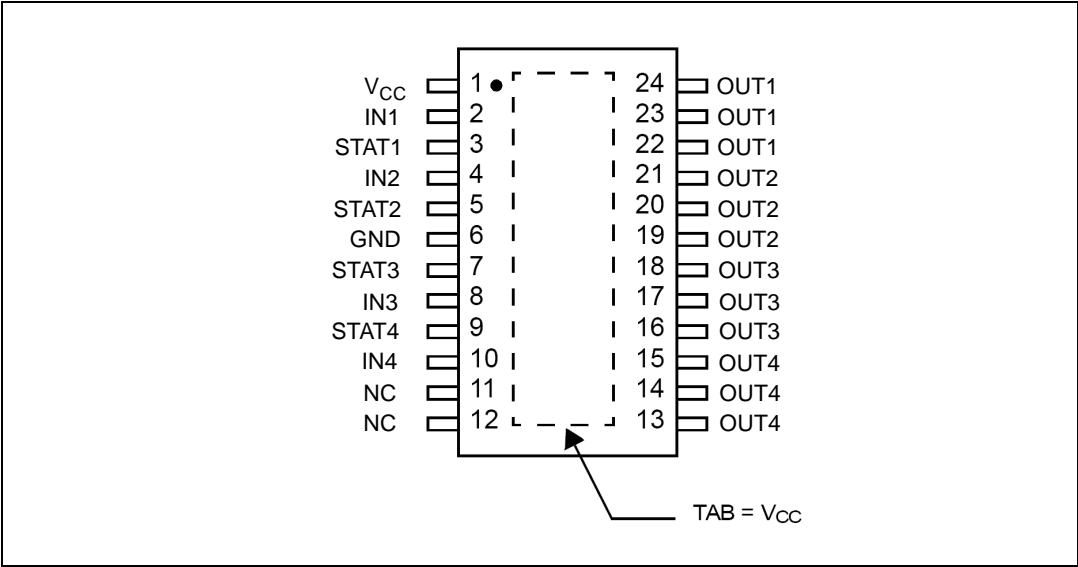 VCC 1 24 OUT1
IN1 2 23 OUT1
STAT1 3 22 OUT1
IN2 4 21 OUT2
STAT2 5 20 OUT2
GND 6 19 OUT2
STAT3 7 18 OUT3
IN3 8 17 OUT3
STAT4 9 16 OUT3
IN4 10 15 OUT4
NC 11 14 OUT4
NC 12 13 OUT4
TAB = VCC